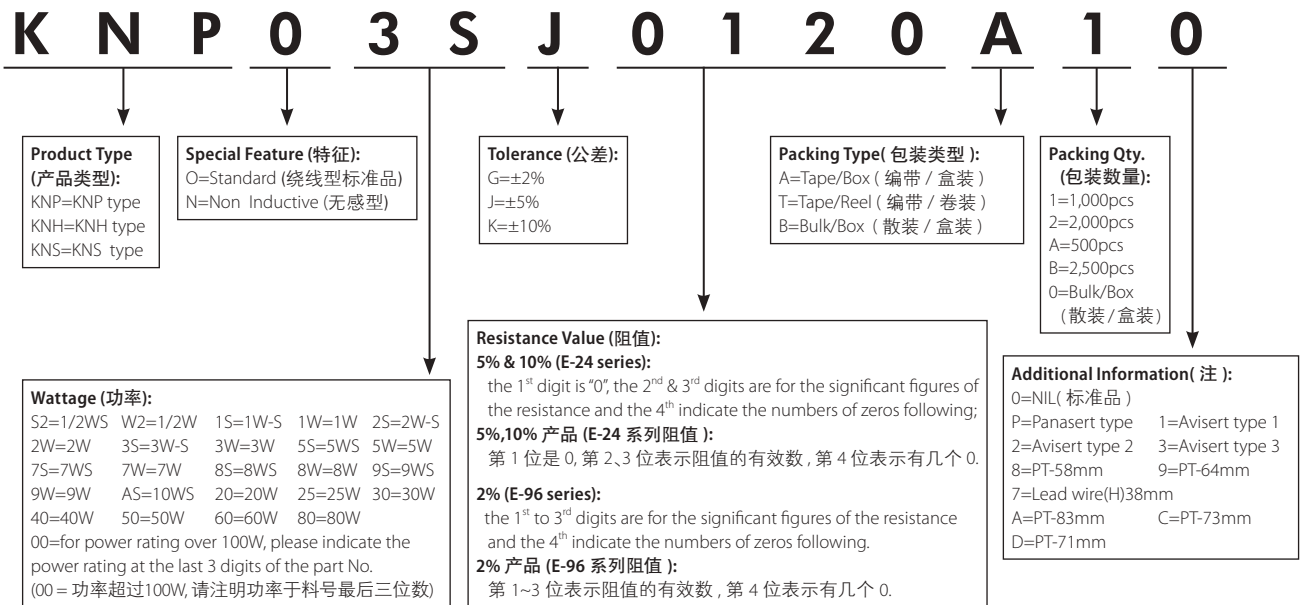 K N P 0 3 S J 0 1 2 0 A 1 0
Product Type
(产品类型):
KNP=KNP type
KNH=KNH type
KNS=KNS type
Special Feature (特征):
O=Standard (绕线型标准品)
N=Non Inductive (无感型)
Tolerance (公差):
G=±2%
J=±5%
K=±10%
Packing Type( 包装类型 ):
A=Tape/Box ( 编带 / 盒装 )
T=Tape/Reel ( 编带 / 卷装 )
B=Bulk/Box ( 散装 / 盒装 )
Packing Qty.
(包装数量):
1=1,000pcs
2=2,000pcs
A=500pcs
B=2,500pcs
0=Bulk/Box
(散装/盒装)
Wattage (功率):
S2=1/2WS W2=1/2W 1S=1W-S 1W=1W 2S=2W-S
2W=2W 3S=3W-S 3W=3W 5S=5WS 5W=5W
7S=7WS 7W=7W 8S=8WS 8W=8W 9S=9WS
9W=9W AS=10WS 20=20W 25=25W 30=30W
40=40W 50=50W 60=60W 80=80W
00=for power rating over 100W, please indicate the
power rating at the last 3 digits of the part No.
(00 = 功率超过100W, 请注明功率于料号最后三位数)
Resistance Value (阻值):
5% & 10% (E-24 series):
the 1st digit is “0”, the 2nd & 3rd digits are for the significant figures of
the resistance and the 4th indicate the numbers of zeros following;
5%,10% 产品 (E-24 系列阻值 ):
第 1 位是 0, 第 2、3 位表示阻值的有效数 , 第 4 位表示有几个 0.
2% (E-96 series):
the 1st to 3rd digits are for the significant figures of the resistance
and the 4th indicate the numbers of zeros following.
2% 产品 (E-96 系列阻值 ):
第 1~3 位表示阻值的有效数 , 第 4 位表示有几个 0.
Additional Information( 注 ):
0=NIL( 标准品 )
P=Panasert type 1=Avisert type 1
2=Avisert type 2 3=Avisert type 3
8=PT-58mm 9=PT-64mm
7=Lead wire(H)38mm
A=PT-83mm C=PT-73mm
D=PT-71mm